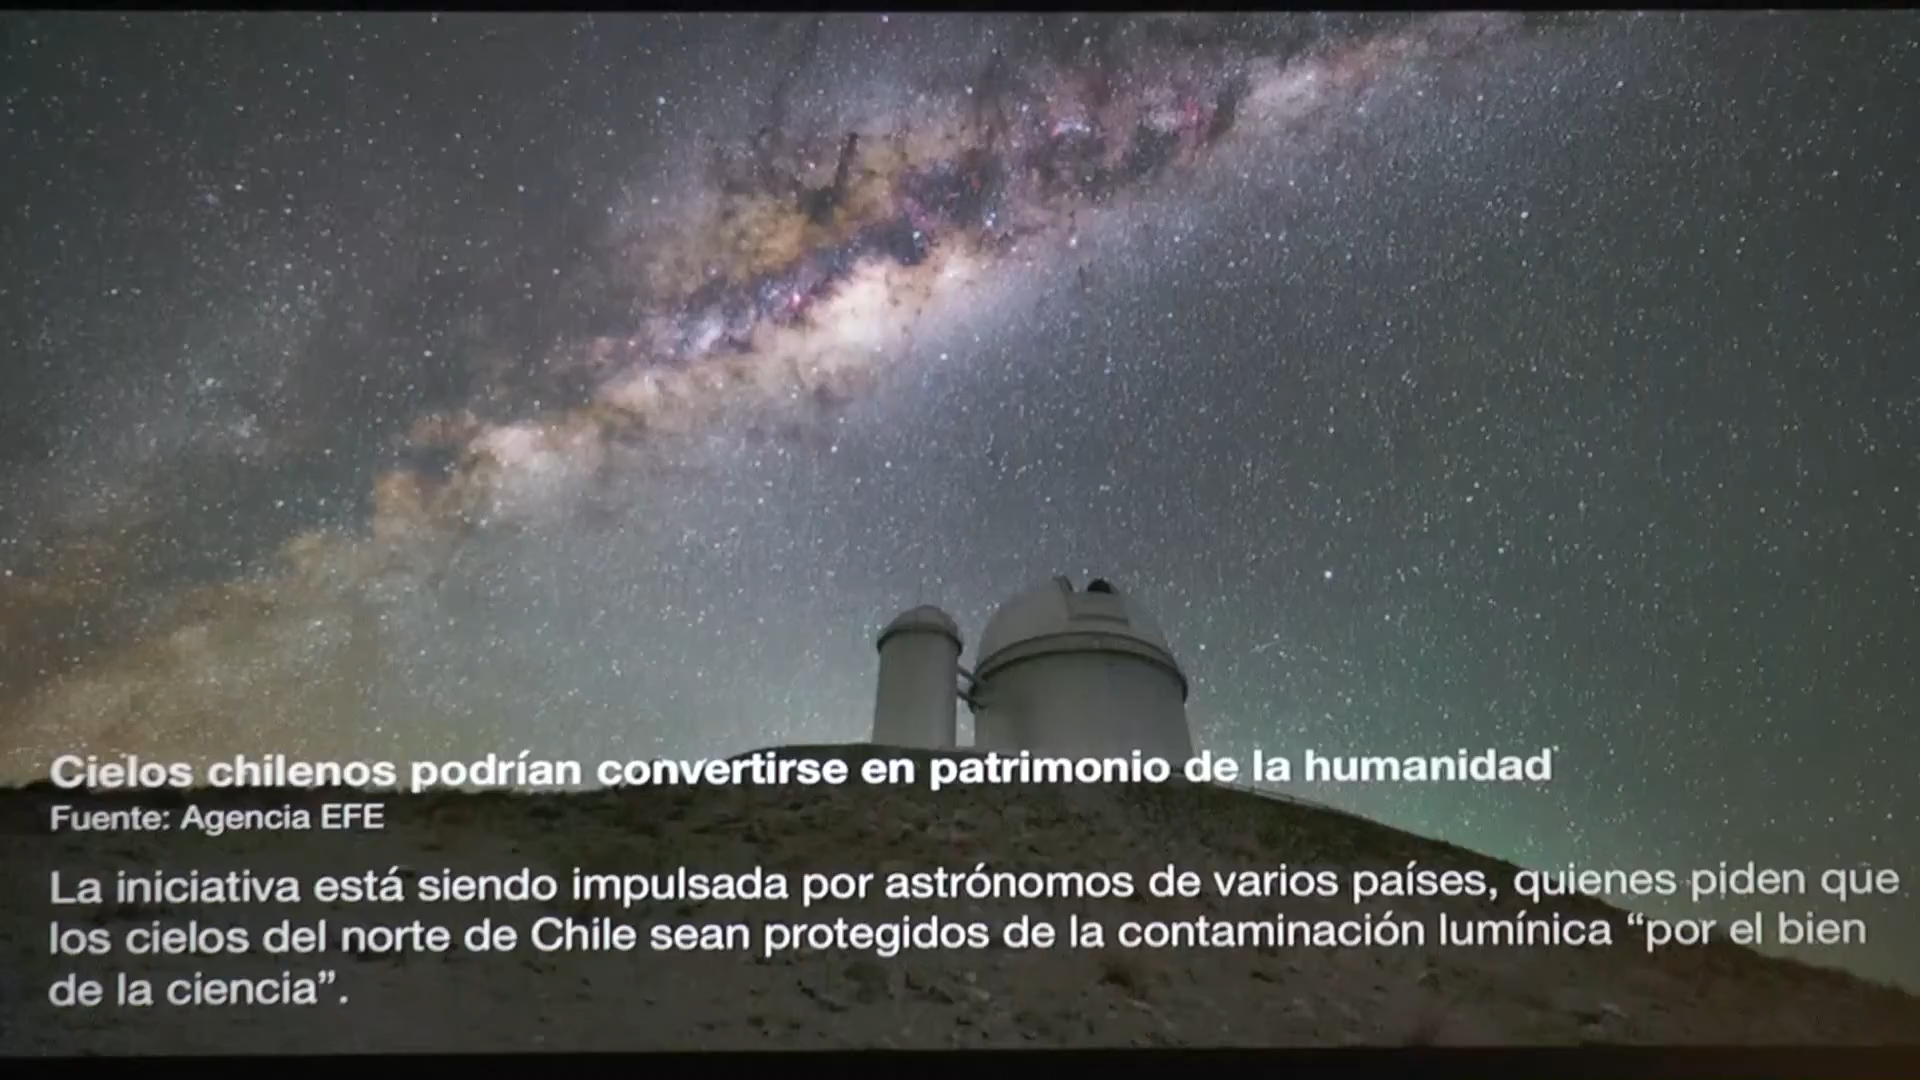 Cielos chilenos podrían convertirse en patrimonio de la humanidad
Fuente: Agencia EFE
La iniciativa está siendo impulsada por astrónomos de varios países, quienes piden que
los cielos del norte de Chile sean protegidos de la contaminación lumínica “por el bien
de la ciencia”.